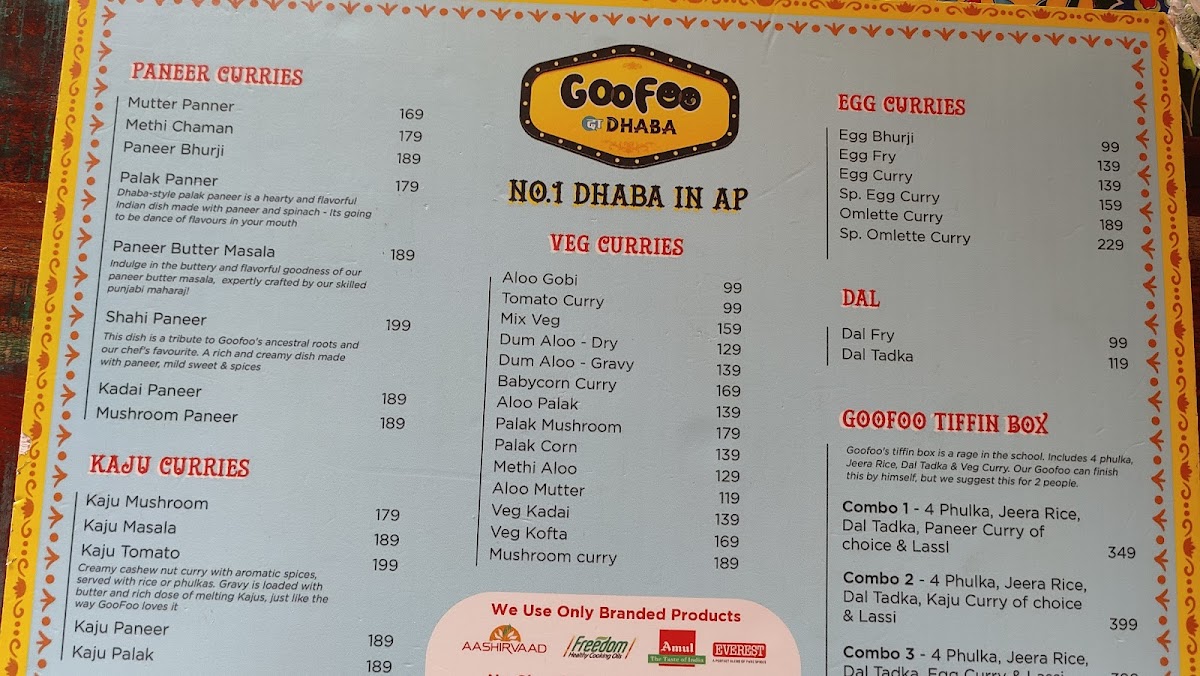 PANEER CURRIES
Mutter Panner 169
Methi Chaman 179
Paneer Bhurji 189
Palak Panner 179
Dhaba-style palak paneer is a hearty and flavorful
Indian dish made with paneer and spinach - Its going
to be dance of flavours in your mouth
Paneer Butter Masala 189
Indulge in the buttery and flavorful goodness of our
paneer butter masala, expertly crafted by our skilled
punjabi maharaj!
Shahi Paneer 199
This dish is a tribute to Goofoo's ancestral roots and
our chef's favourite. A rich and creamy dish made
with paneer, mild sweet & spices
Kadai Paneer 189
Mushroom Paneer 189
KAJU CURRIES
Kaju Mushroom 179
Kaju Masala 189
Kaju Tomato 199
Creamy cashew nut curry with aromatic spices,
served with rice or phulkas. Gravy is loaded with
butter and rich dose of melting Kajus, just like the
way GooFoo loves it
Kaju Paneer 189
Kaju Palak 189
GOOFOO
GT DHABA
NO.1 DHABA IN AP
VEG CURRIES
Aloo Gobi 99
Tomato Curry 99
Mix Veg 159
Dum Aloo - Dry 129
Dum Aloo - Gravy 139
Babycorn Curry 169
Aloo Palak 139
Palak Mushroom 179
Palak Corn 139
Methi Aloo 129
Aloo Mutter 119
Veg Kadai 139
Veg Kofta 169
Mushroom curry 189
We Use Only Branded Products
AASHIRVAAD
Freedom
Healthy Cooking Oils
Amul
The Taste of India
EVEREST
EGG CURRIES
Egg Bhurji 99
Egg Fry 139
Egg Curry 139
Sp. Egg Curry 159
Omlette Curry 189
Sp. Omlette Curry 229
DAL
Dal Fry 99
Dal Tadka 119
GOOFOO TIFFIN BOX
Goofoo's tiffin box is a rage in the school. Includes 4 phulka,
Jeera Rice, Dal Tadka & Veg Curry. Our Goofoo can finish
this by himself, but we suggest this for 2 people.
Combo 1 - 4 Phulka, Jeera Rice,
Dal Tadka, Paneer Curry of
choice & LassI 349
Combo 2 - 4 Phulka, Jeera Rice,
Dal Tadka, Kaju Curry of choice
& Lassi 399
Combo 3 - 4 Phulka, Jeera Rice,
Dal Tadka, Egg Curry & Lassi